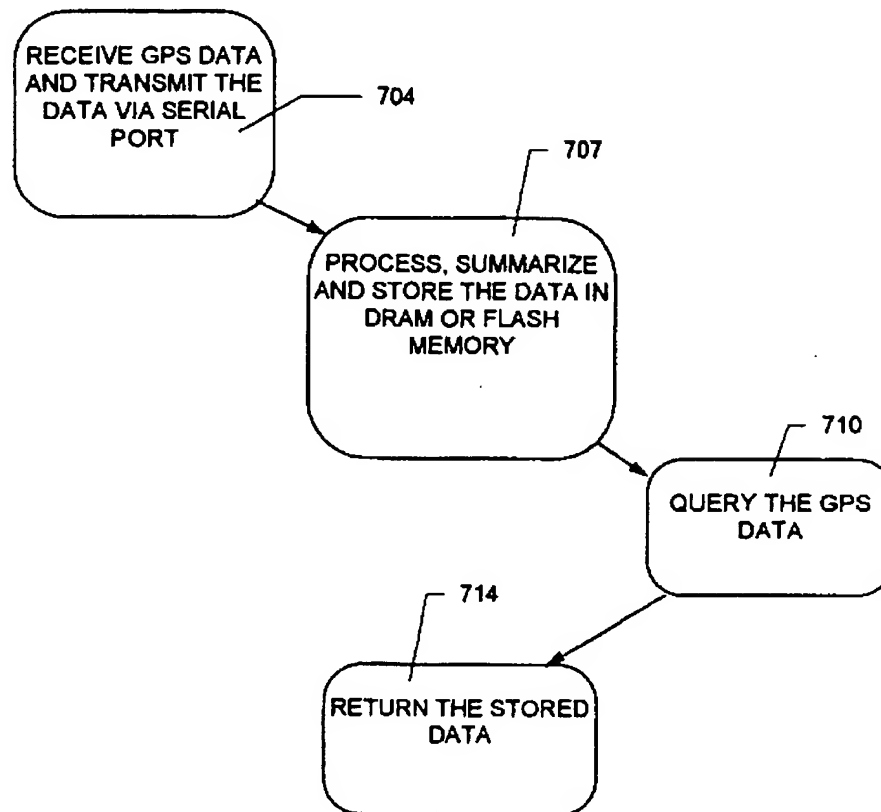 RECEIVE GPS DATA
AND TRANSMIT THE
DATA VIA SERIAL
PORT
704
707
PROCESS, SUMMARIZE
AND STORE THE DATA IN
DRAM OR FLASH
MEMORY
710
QUERY THE GPS
DATA
714
RETURN THE STORED
DATA